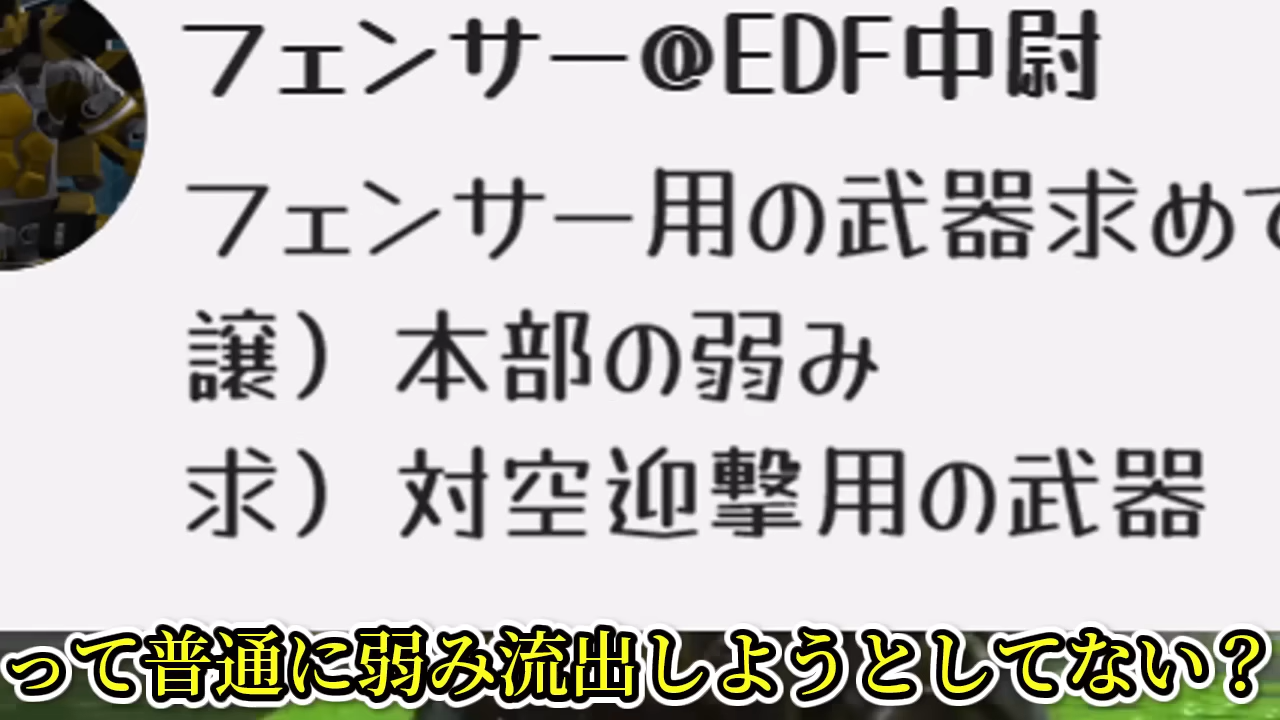 フェンサー@EDF中尉
フェンサー用の武器求めて
譲）本部の弱み
求）対空迎撃用の武器
って普通に弱み流出しようとしてない？